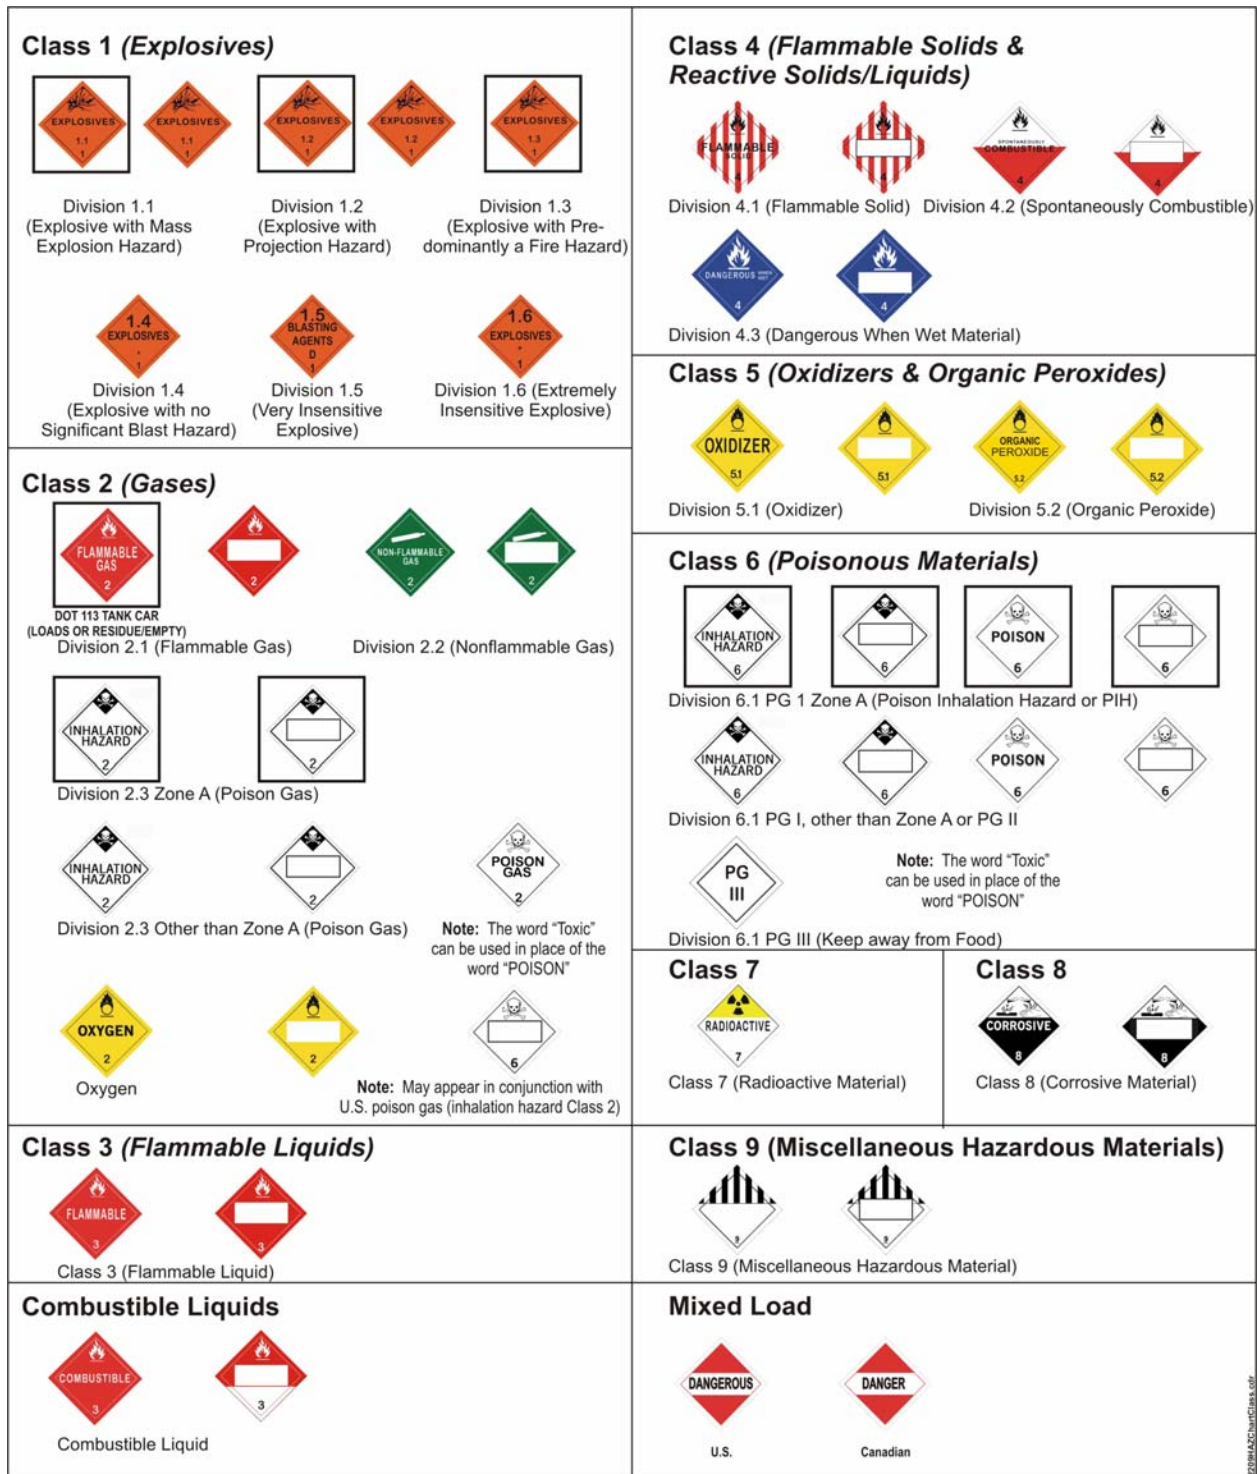 Class 1 (Explosives)
EXPLOSIVES
1.1
1
EXPLOSIVES
1.1
1
EXPLOSIVES
1.2
1
EXPLOSIVES
1.2
1
EXPLOSIVES
1.3
1
Division 1.1
(Explosive with Mass
Explosion Hazard)
Division 1.2
(Explosive with
Projection Hazard)
Division 1.3
(Explosive with Pre-
dominantly a Fire Hazard)
1.4
EXPLOSIVES
*
1
1.5
BLASTING
AGENTS
D
1
1.6
EXPLOSIVES
*
1
Division 1.4
(Explosive with no
Significant Blast Hazard)
Division 1.5
(Very Insensitive
Explosive)
Division 1.6 (Extremely
Insensitive Explosive)
Class 2 (Gases)
FLAMMABLE
GAS
2
2
NON-FLAMMABLE
GAS
2
2
DOT 113 TANK CAR
(LOADS OR RESIDUE/EMPTY)
Division 2.1 (Flammable Gas)
Division 2.2 (Nonflammable Gas)
INHALATION
HAZARD
2
2
Division 2.3 Zone A (Poison Gas)
INHALATION
HAZARD
2
2
POISON
GAS
2
Division 2.3 Other than Zone A (Poison Gas)
Note: The word “Toxic”
can be used in place of the
word “POISON”
OXYGEN
2
2
6
Oxygen
Note: May appear in conjunction with
U.S. poison gas (inhalation hazard Class 2)
Class 3 (Flammable Liquids)
FLAMMABLE
3
3
Class 3 (Flammable Liquid)
Combustible Liquids
COMBUSTIBLE
3
3
Combustible Liquid
Class 4 (Flammable Solids &
Reactive Solids/Liquids)
FLAMMABLE
SOLID
4
4
SPONTANEOUSLY
COMBUSTIBLE
4
4
Division 4.1 (Flammable Solid)
Division 4.2 (Spontaneously Combustible)
DANGEROUS WHEN WET
4
4
Division 4.3 (Dangerous When Wet Material)
Class 5 (Oxidizers & Organic Peroxides)
OXIDIZER
5.1
5.1
ORGANIC
PEROXIDE
5.2
5.2
Division 5.1 (Oxidizer)
Division 5.2 (Organic Peroxide)
Class 6 (Poisonous Materials)
INHALATION
HAZARD
6
6
POISON
6
6
Division 6.1 PG 1 Zone A (Poison Inhalation Hazard or PIH)
INHALATION
HAZARD
6
6
POISON
6
6
Division 6.1 PG I, other than Zone A or PG II
PG
III
Note: The word “Toxic”
can be used in place of the
word “POISON”
Division 6.1 PG III (Keep away from Food)
Class 7
RADIOACTIVE
7
Class 7 (Radioactive Material)
Class 8
CORROSIVE
8
8
Class 8 (Corrosive Material)
Class 9 (Miscellaneous Hazardous Materials)
9
9
Class 9 (Miscellaneous Hazardous Material)
Mixed Load
DANGEROUS
DANGER
U.S.
Canadian